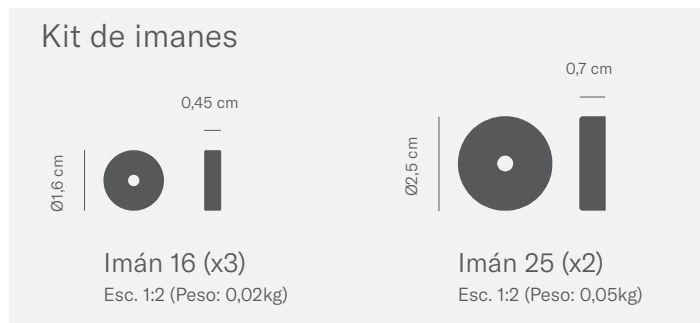 Kit de imanes
0,45 cm
Ø1,6 cm
Imán 16 (x3)
Esc. 1:2 (Peso: 0,02kg)
0,7 cm
Ø2,5 cm
Imán 25 (x2)
Esc. 1:2 (Peso: 0,05kg)